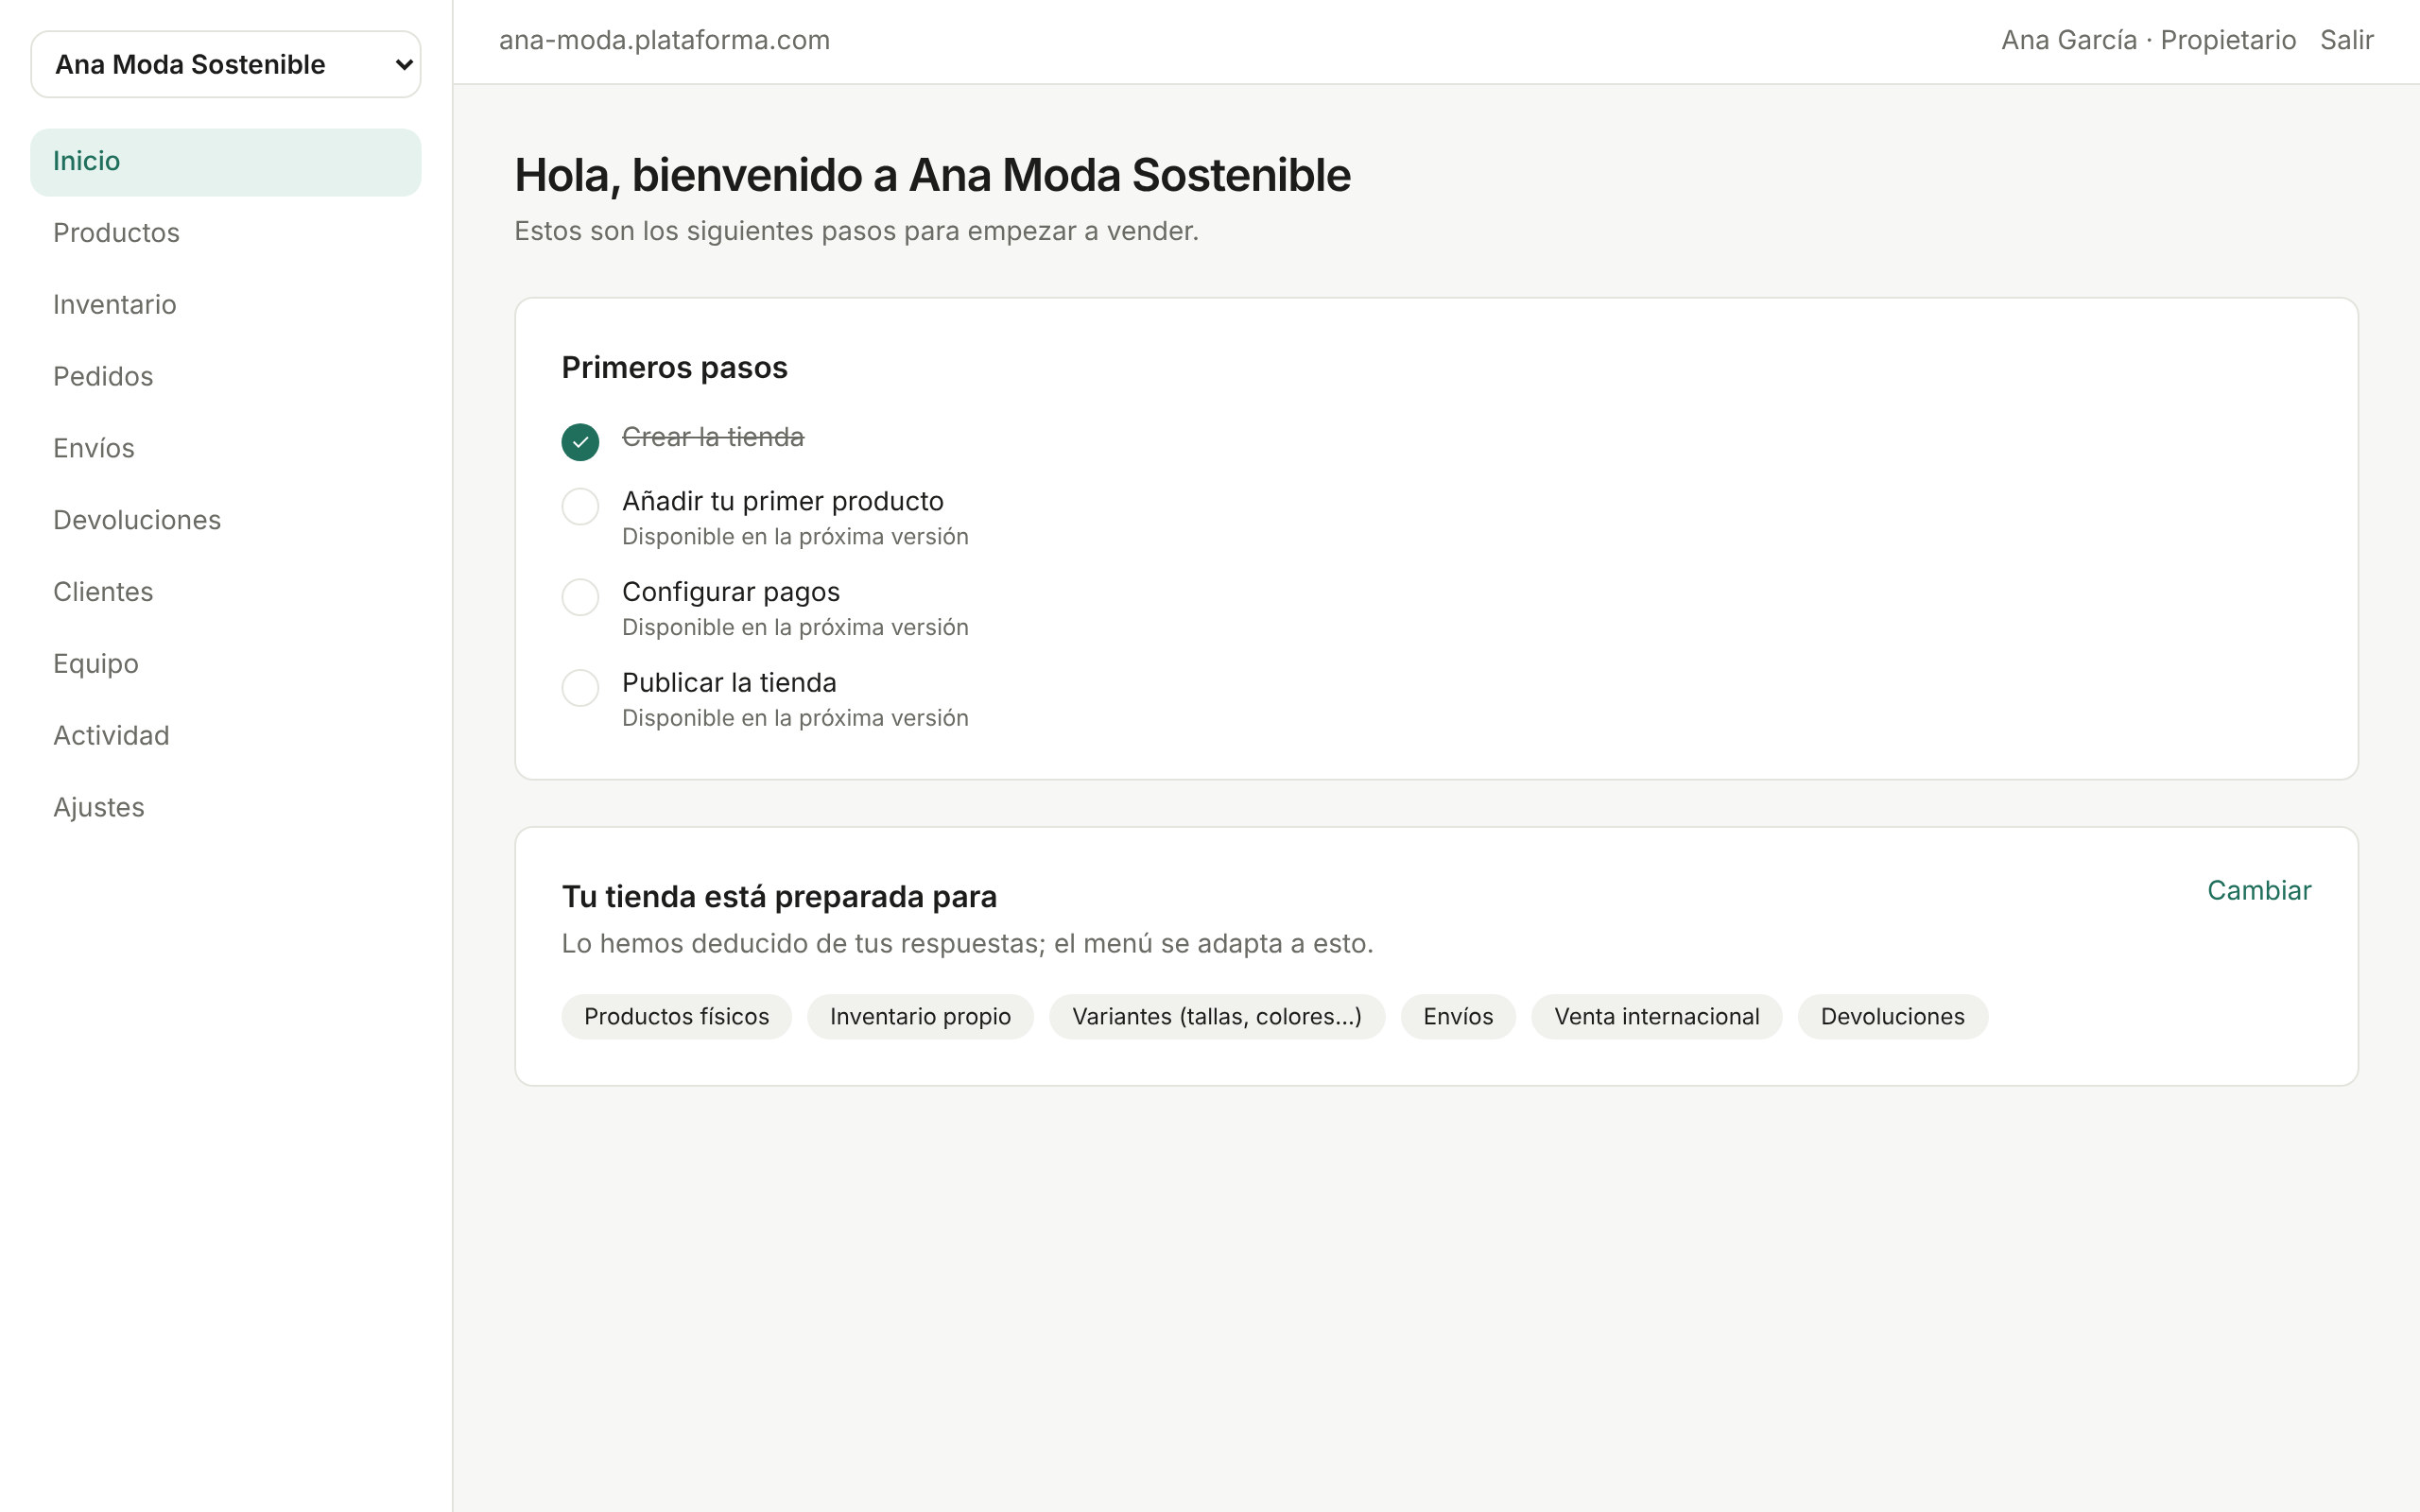 Ana Moda Sostenible
Inicio
Productos
Inventario
Pedidos
Envíos
Devoluciones
Clientes
Equipo
Actividad
Ajustes
ana-moda.plataforma.com
Ana García · Propietario Salir
Hola, bienvenido a Ana Moda Sostenible
Estos son los siguientes pasos para empezar a vender.
Primeros pasos
Crear la tienda
Añadir tu primer producto
Disponible en la próxima versión
Configurar pagos
Disponible en la próxima versión
Publicar la tienda
Disponible en la próxima versión
Tu tienda está preparada para
Cambiar
Lo hemos deducido de tus respuestas; el menú se adapta a esto.
Productos físicos Inventario propio Variantes (tallas, colores…) Envíos Venta internacional Devoluciones